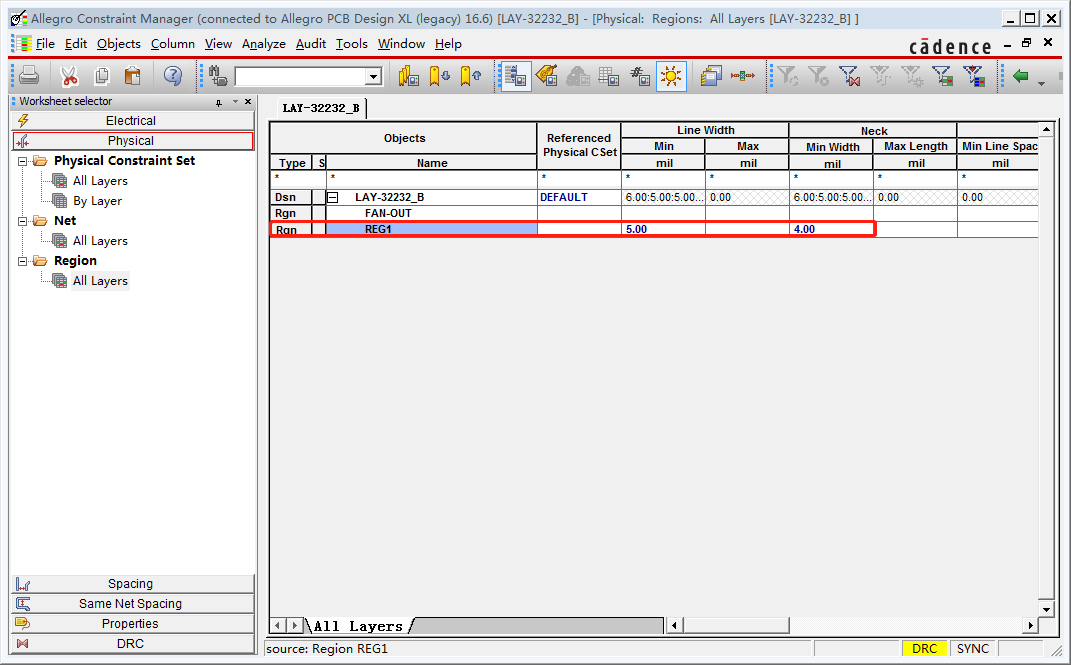 Allegro Constraint Manager (connected to Allegro PCB Design XL (legacy) 16.6) [LAY-32232_B] - [Physical: Regions: All Layers [LAY-32232_B] ]
File Edit Objects Column View Analyze Audit Tools Window Help
cādence
Worksheet selector
Electrical
Physical
Physical Constraint Set
All Layers
By Layer
Net
All Layers
Region
All Layers
Spacing
Same Net Spacing
Properties
DRC
LAY-32232_B
Objects Referenced Physical CSet Line Width Neck
Min Max Min Width Max Length Min Line Spac
Type S Name mil mil mil mil mil
* * * * * * * *
Dsn LAY-32232_B DEFAULT 6.00:5.00:5.00... 0.00 6.00:5.00:5.00... 0.00 0.00
Rgn FAN-OUT
Rgn REG1 5.00 4.00
All Layers
source: Region REG1 DRC SYNC